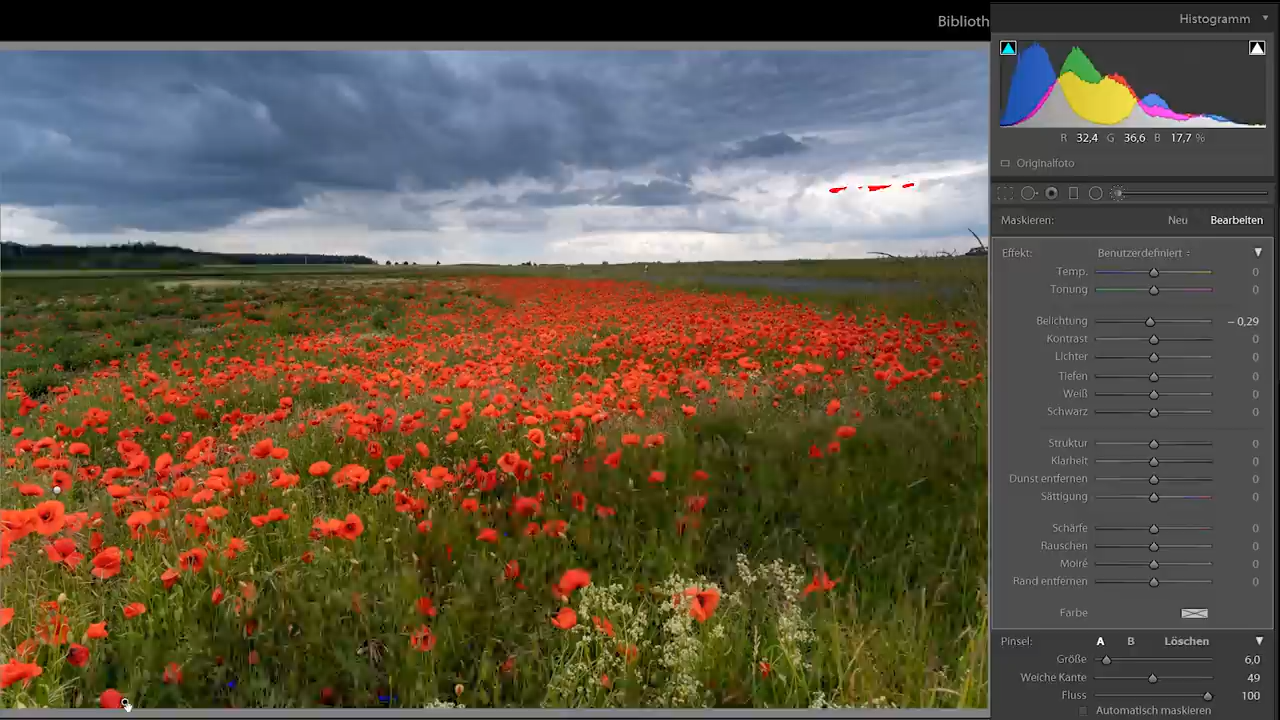 Biblioth
Histogramm
R 32,4 G 36,6 B 17,7 %
Originalfoto
Maskieren: Neu Bearbeiten
Effekt: Benutzerdefiniert
Temp. 0
Tonung 0
Belichtung – 0,29
Kontrast 0
Lichter 0
Tiefen 0
Weiß 0
Schwarz 0
Struktur 0
Klarheit 0
Dunst entfernen 0
Sättigung 0
Schärfe 0
Rauschen 0
Moiré 0
Rand entfernen 0
Farbe
Pinsel: A B Löschen
Größe 6,0
Weiche Kante 49
Fluss 100
Automatisch maskieren